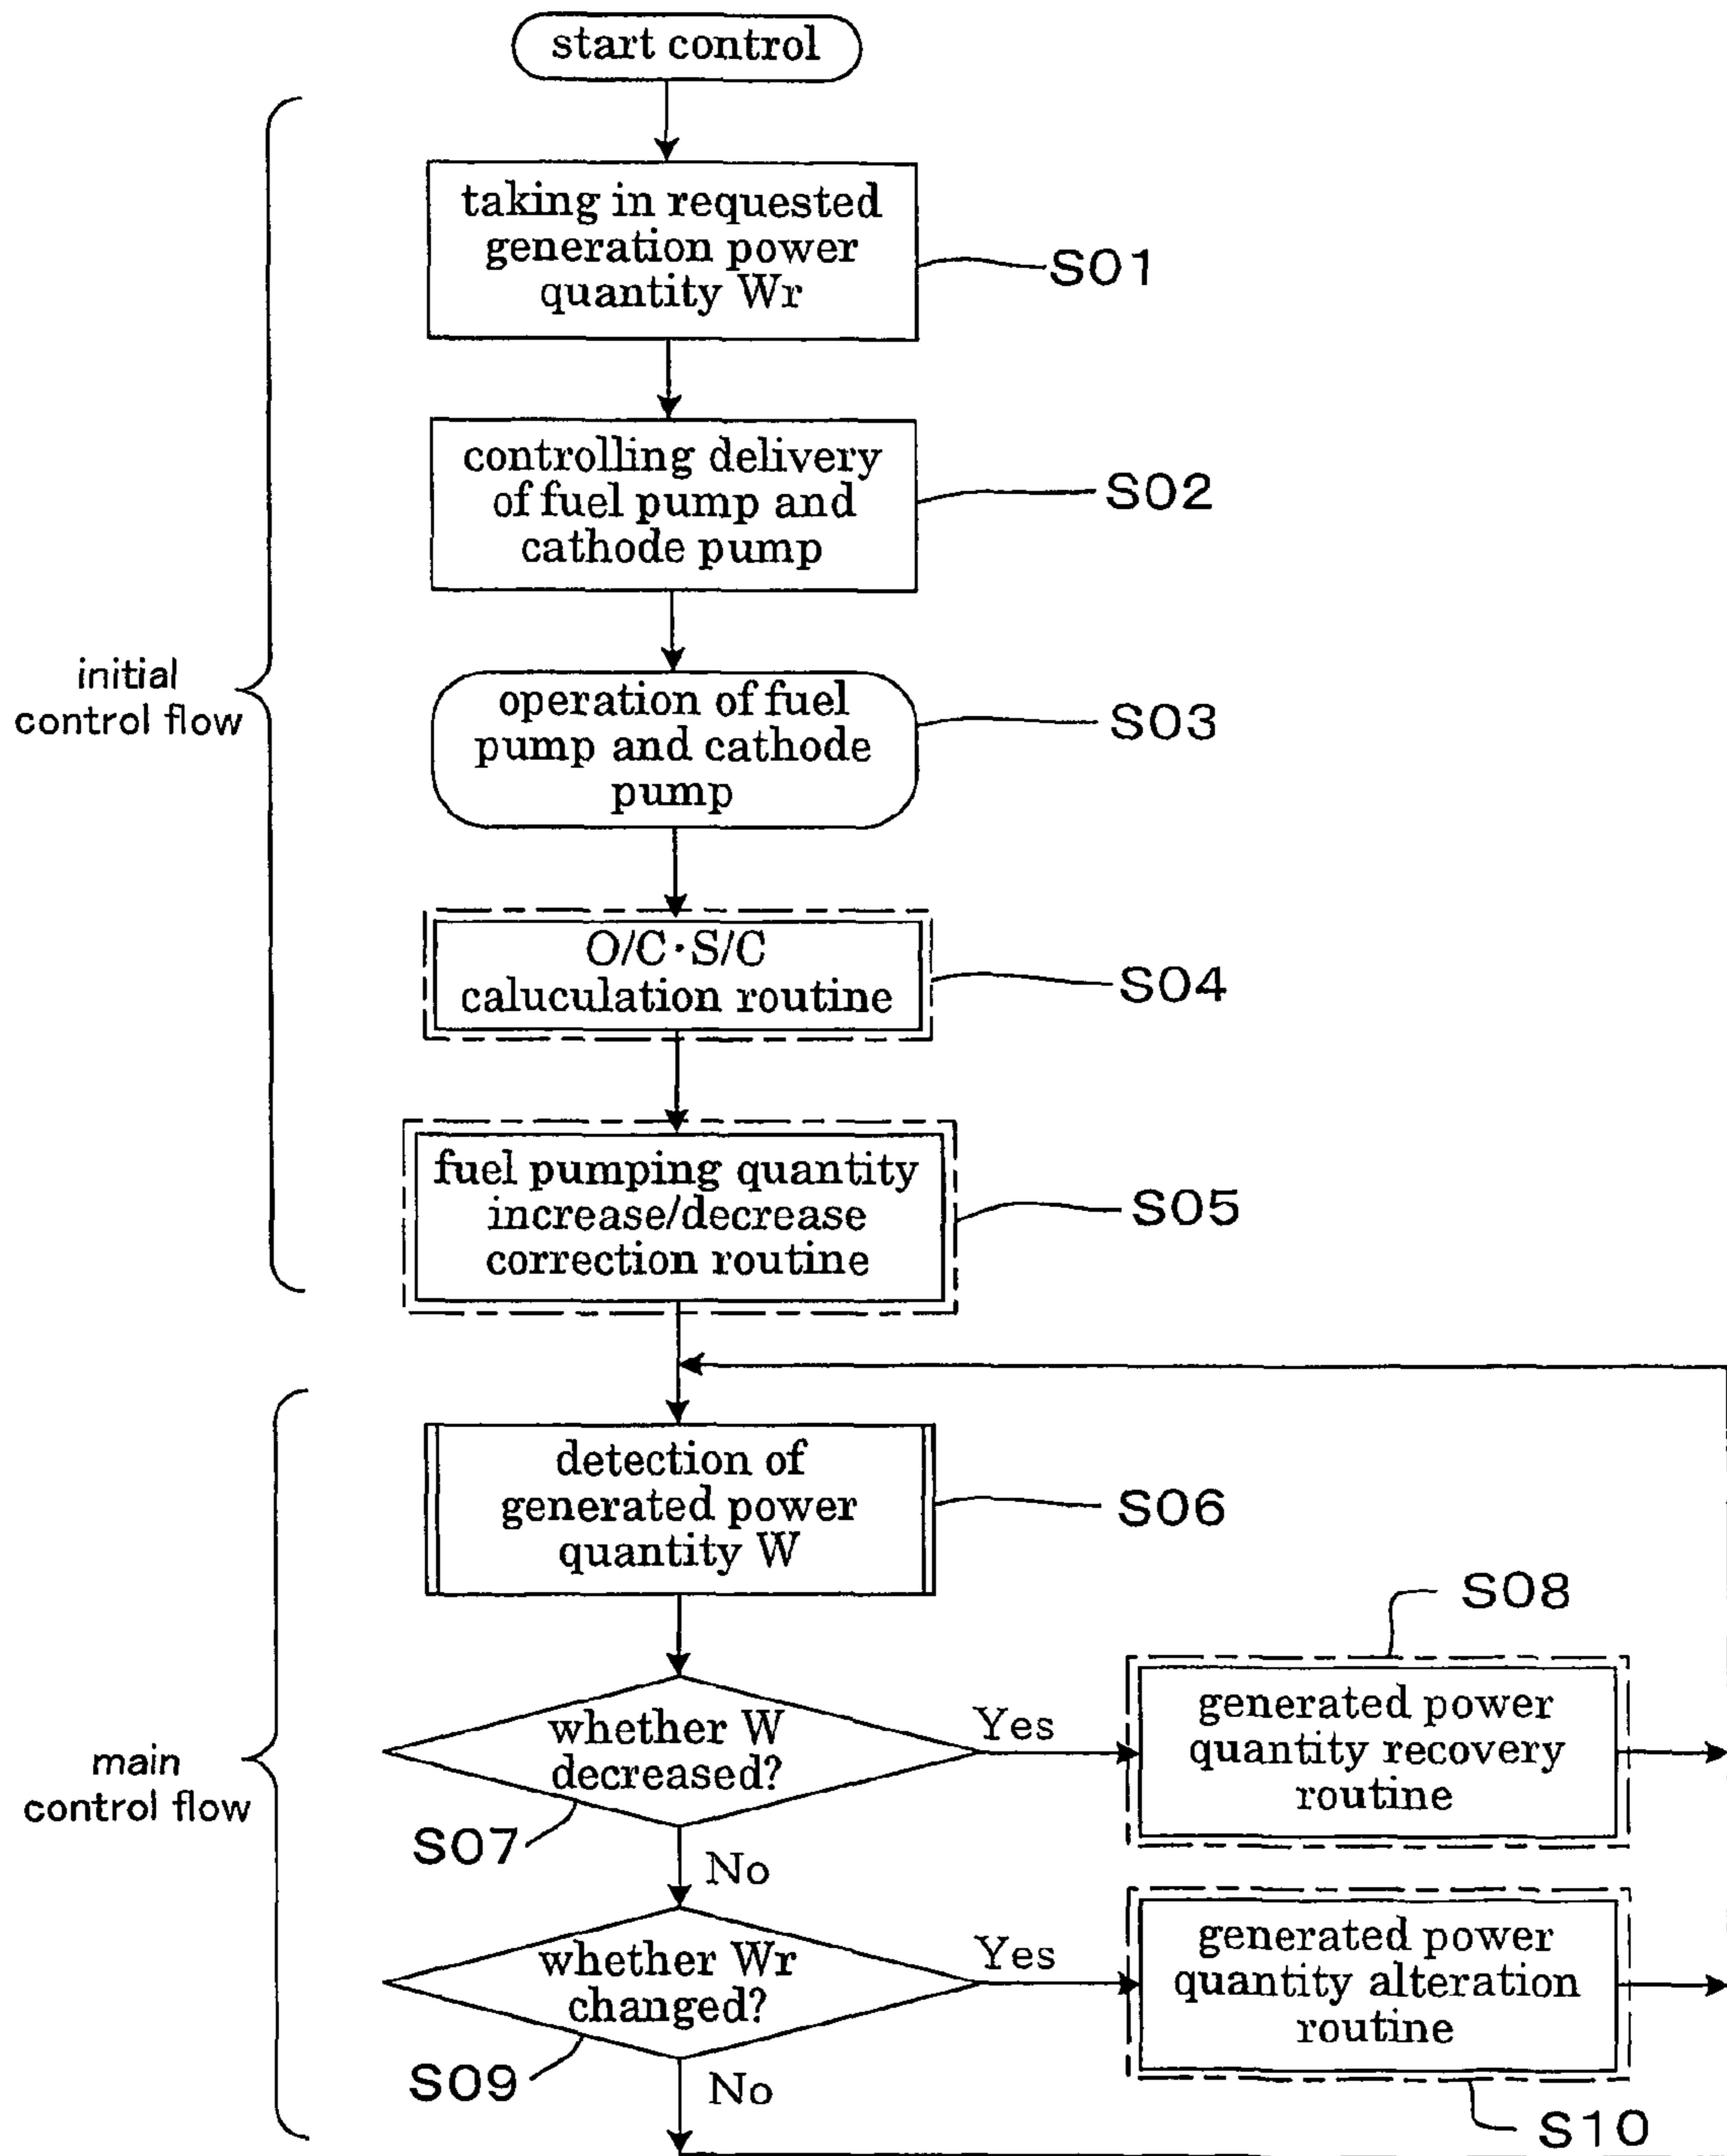 start control
taking in requested
generation power
quantity Wr
S01
controlling delivery
of fuel pump and
cathode pump
S02
initial
control flow
operation of fuel
pump and cathode
pump
S03
O/C·S/C
caluculation routine
S04
fuel pumping quantity
increase/decrease
correction routine
S05
detection of
generated power
quantity W
S06
main
control flow
whether W
decreased?
S07
Yes
No
generated power
quantity recovery
routine
S08
whether Wr
changed?
S09
Yes
No
generated power
quantity alteration
routine
S10